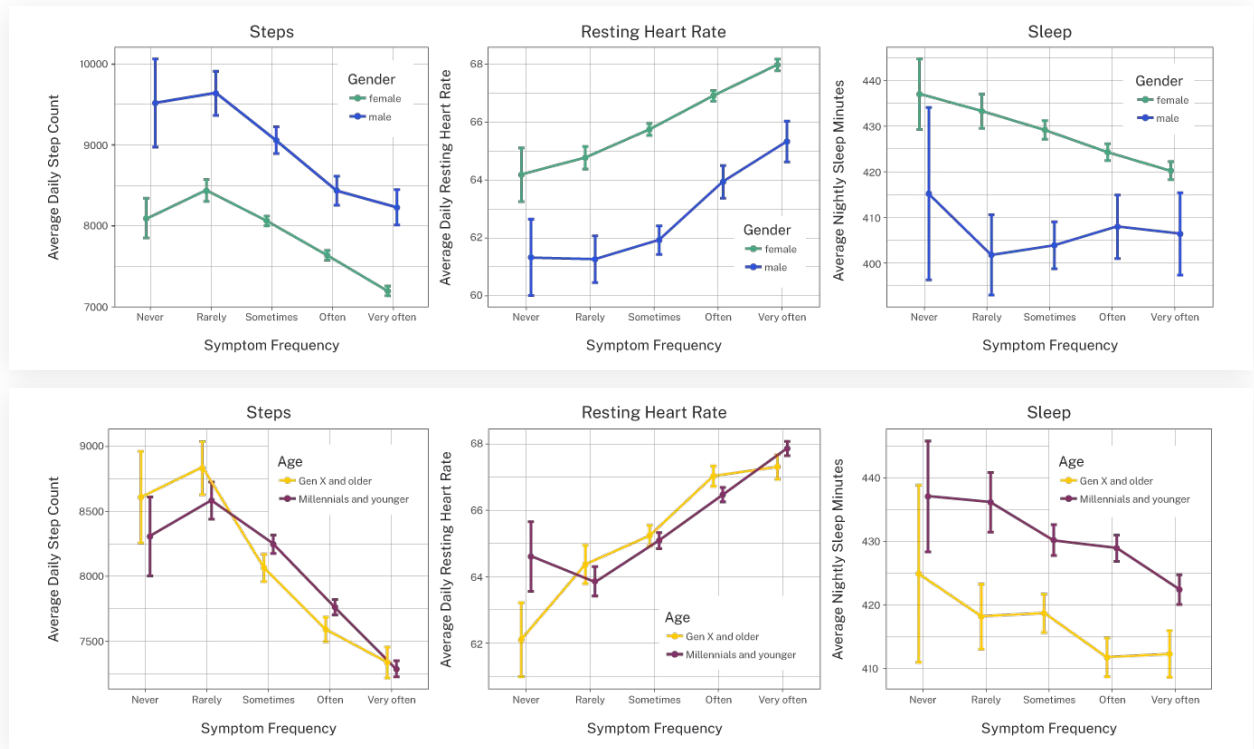 Steps
Average Daily Step Count
10000
9000
8000
7000
Gender
female
male
Never Rarely Sometimes Often Very often
Symptom Frequency
Resting Heart Rate
Average Daily Resting Heart Rate
68
66
64
62
60
Gender
female
male
Never Rarely Sometimes Often Very often
Symptom Frequency
Sleep
Average Nightly Sleep Minutes
440
430
420
410
400
Gender
female
male
Never Rarely Sometimes Often Very often
Symptom Frequency
Steps
Average Daily Step Count
9000
8500
8000
7500
Age
Gen X and older
Millennials and younger
Never Rarely Sometimes Often Very often
Symptom Frequency
Resting Heart Rate
Average Daily Resting Heart Rate
68
66
64
62
Age
Gen X and older
Millennials and younger
Never Rarely Sometimes Often Very often
Symptom Frequency
Sleep
Average Nightly Sleep Minutes
440
430
420
410
Age
Gen X and older
Millennials and younger
Never Rarely Sometimes Often Very often
Symptom Frequency